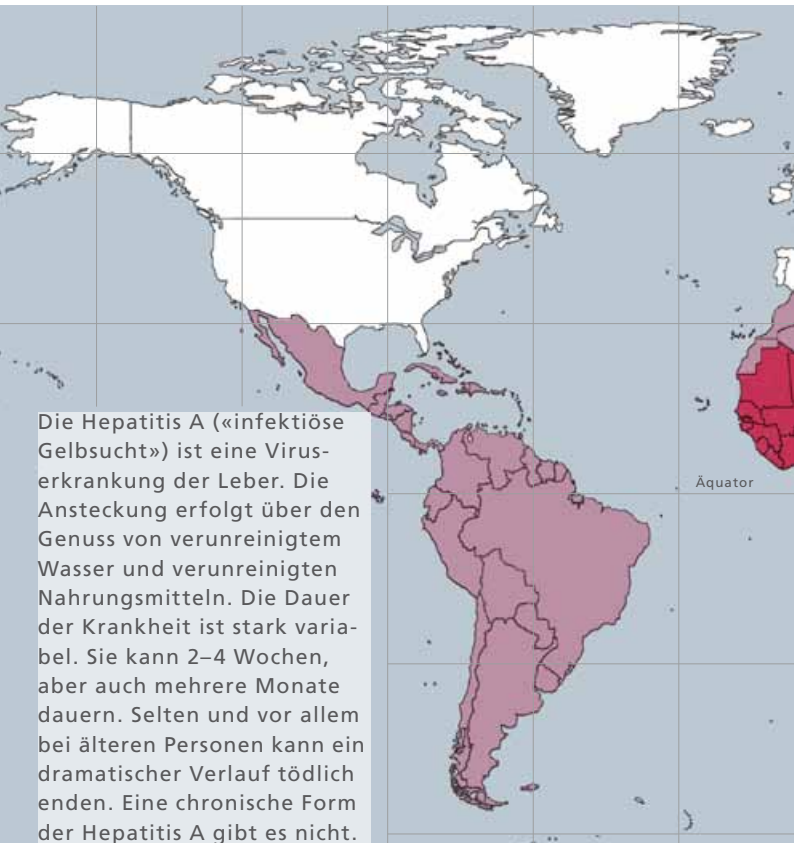 Die Hepatitis A («infektiöse
Gelbsucht») ist eine Virus-
erkrankung der Leber. Die
Ansteckung erfolgt über den
Genuss von verunreinigtem
Wasser und verunreinigten
Nahrungsmitteln. Die Dauer
der Krankheit ist stark varia-
bel. Sie kann 2–4 Wochen,
aber auch mehrere Monate
dauern. Selten und vor allem
bei älteren Personen kann ein
dramatischer Verlauf tödlich
enden. Eine chronische Form
der Hepatitis A gibt es nicht.
Äquator